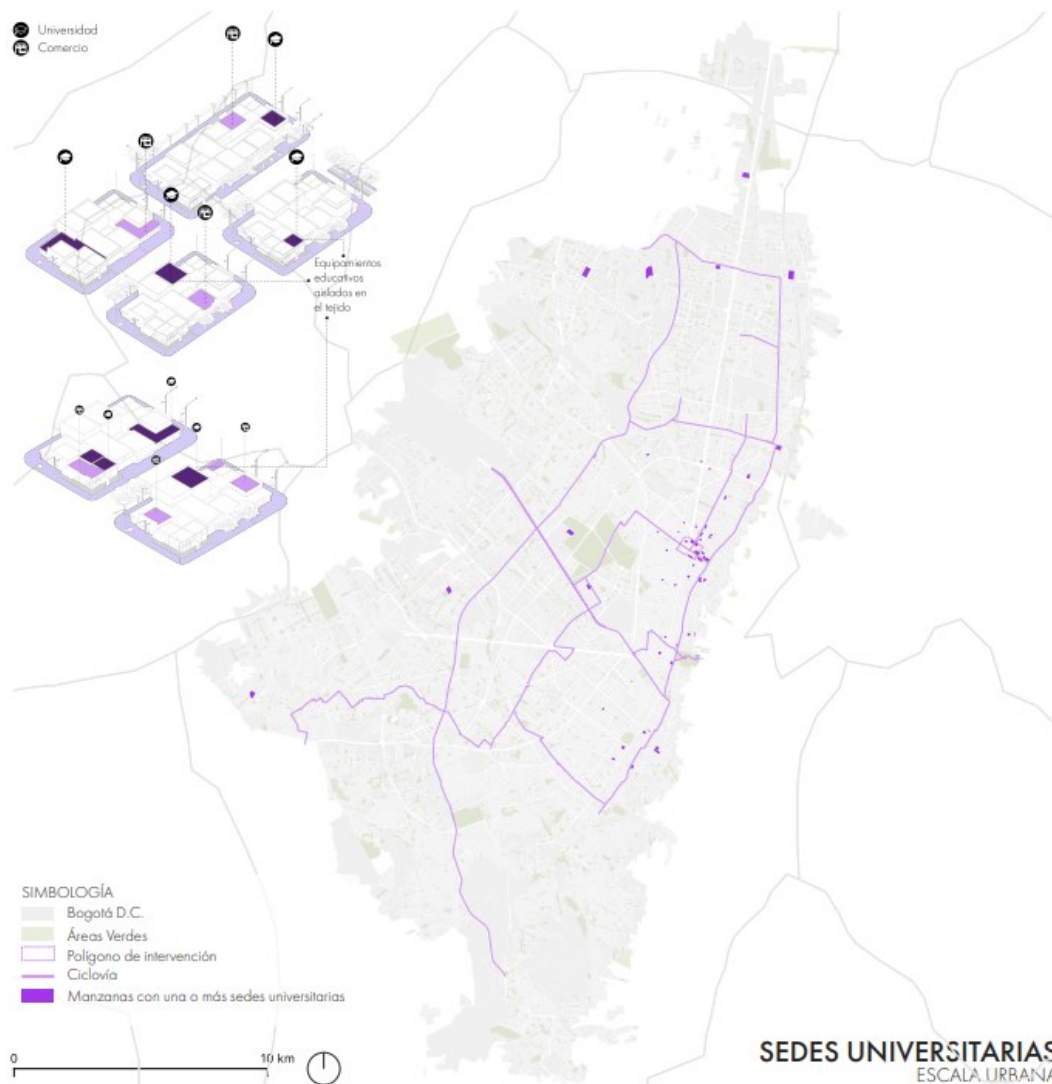 Universidad
Comercio
Equipamientos
educativos
aislados en
el tejido
SIMBOLOGÍA
Bogotá D.C.
Áreas Verdes
Polígono de intervención
Ciclovía
Manzanas con una o más sedes universitarias
0
10 km
SEDES UNIVERSITARIAS
ESCALA URBANA